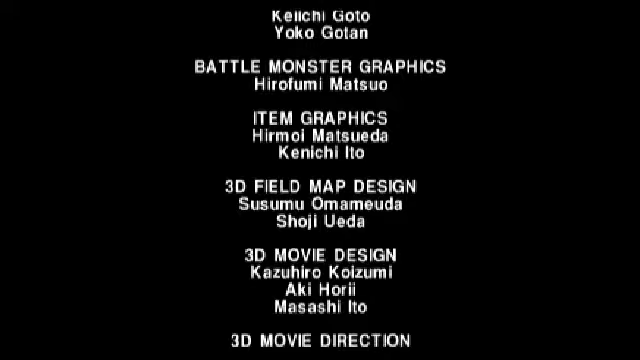 Keiichi Goto
Yoko Gotan
BATTLE MONSTER GRAPHICS
Hirofumi Matsuo
ITEM GRAPHICS
Hirmoi Matsueda
Kenichi Ito
3D FIELD MAP DESIGN
Susumu Omameuda
Shoji Ueda
3D MOVIE DESIGN
Kazuhiro Koizumi
Aki Horii
Masashi Ito
3D MOVIE DIRECTION